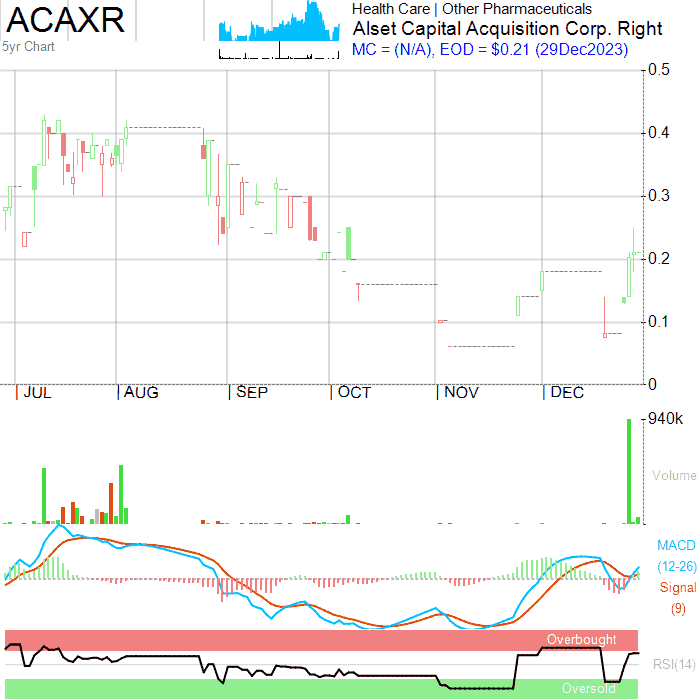 ACAXR
5yr Chart
Health Care | Other Pharmaceuticals
Alset Capital Acquisition Corp. Right
MC = (N/A), EOD = $0.21 (29Dec2023)
0.5
0.4
0.3
0.2
0.1
0
JUL AUG SEP OCT NOV DEC
940k
Volume
MACD
(12-26)
Signal
(9)
Overbought
RSI(14)
Oversold